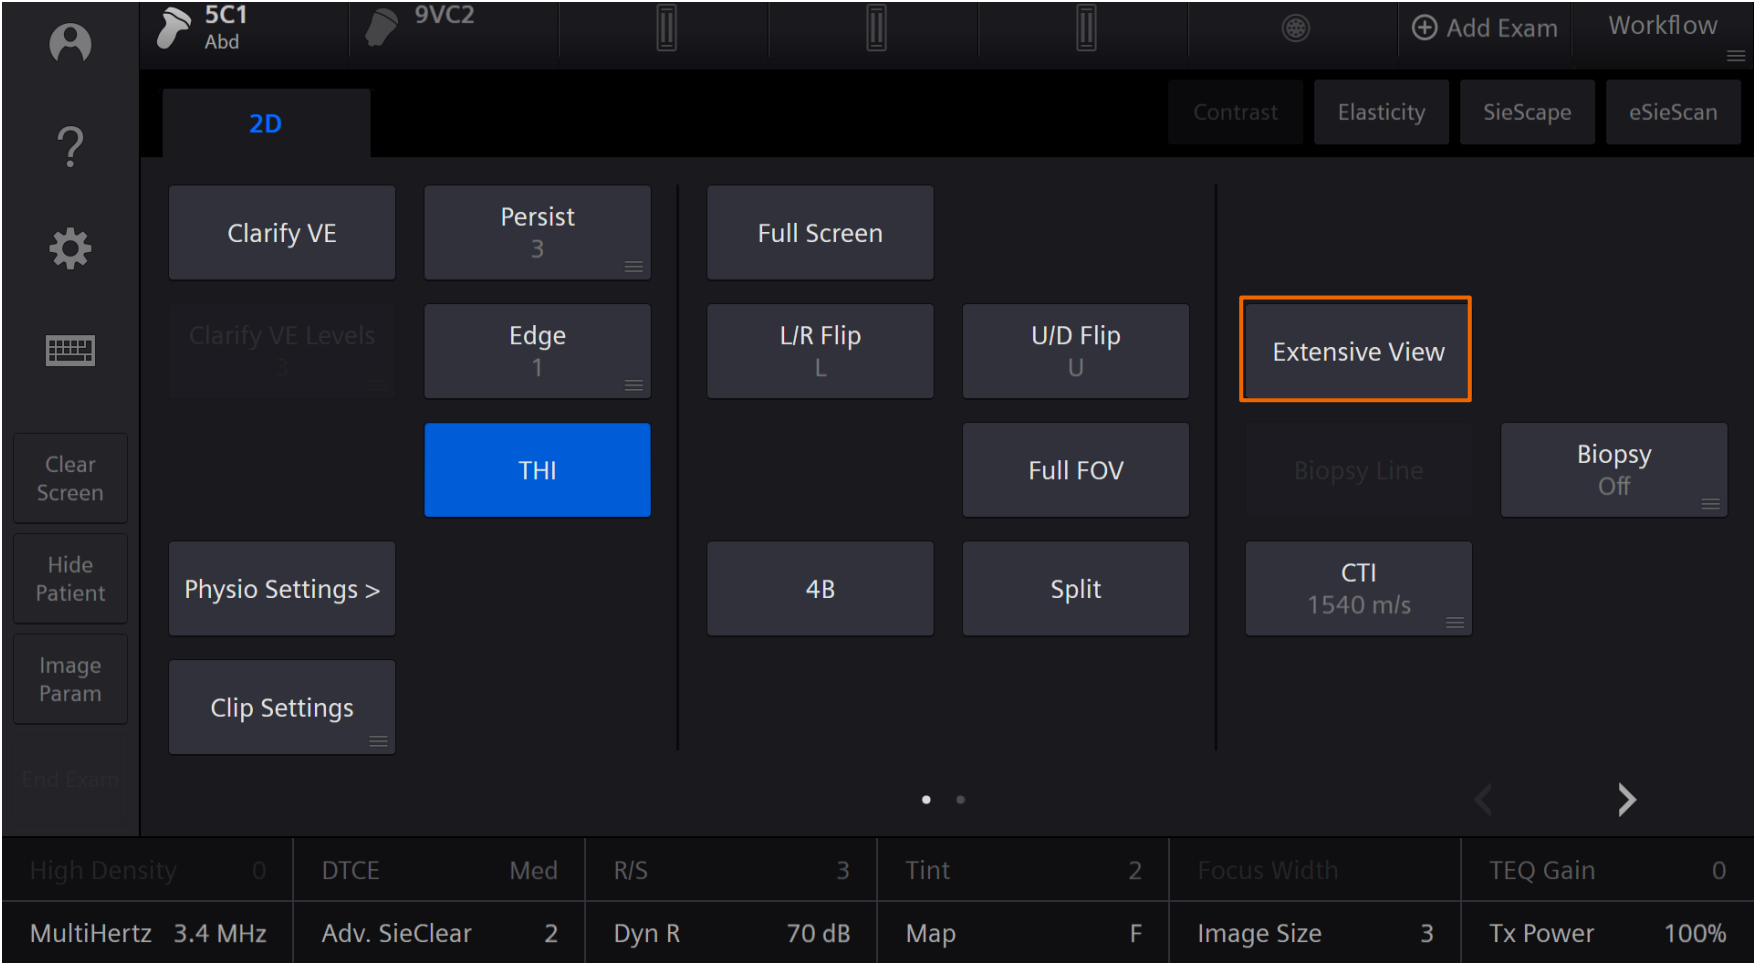 5C1
Abd
9VC2
Add Exam
Workflow
2D
Contrast
Elasticity
SieScape
eSieScan
Clarify VE
Persist
3
Full Screen
Clarify VE Levels
3
Edge
1
L/R Flip
L
U/D Flip
U
Extensive View
THI
Full FOV
Biopsy Line
Biopsy
Off
Physio Settings >
4B
Split
CTI
1540 m/s
Clip Settings
Clear
Screen
Hide
Patient
Image
Param
End Exam
High Density 0
DTCE Med
R/S 3
Tint 2
Focus Width
TEQ Gain 0
MultiHertz 3.4 MHz
Adv. SieClear 2
Dyn R 70 dB
Map F
Image Size 3
Tx Power 100%